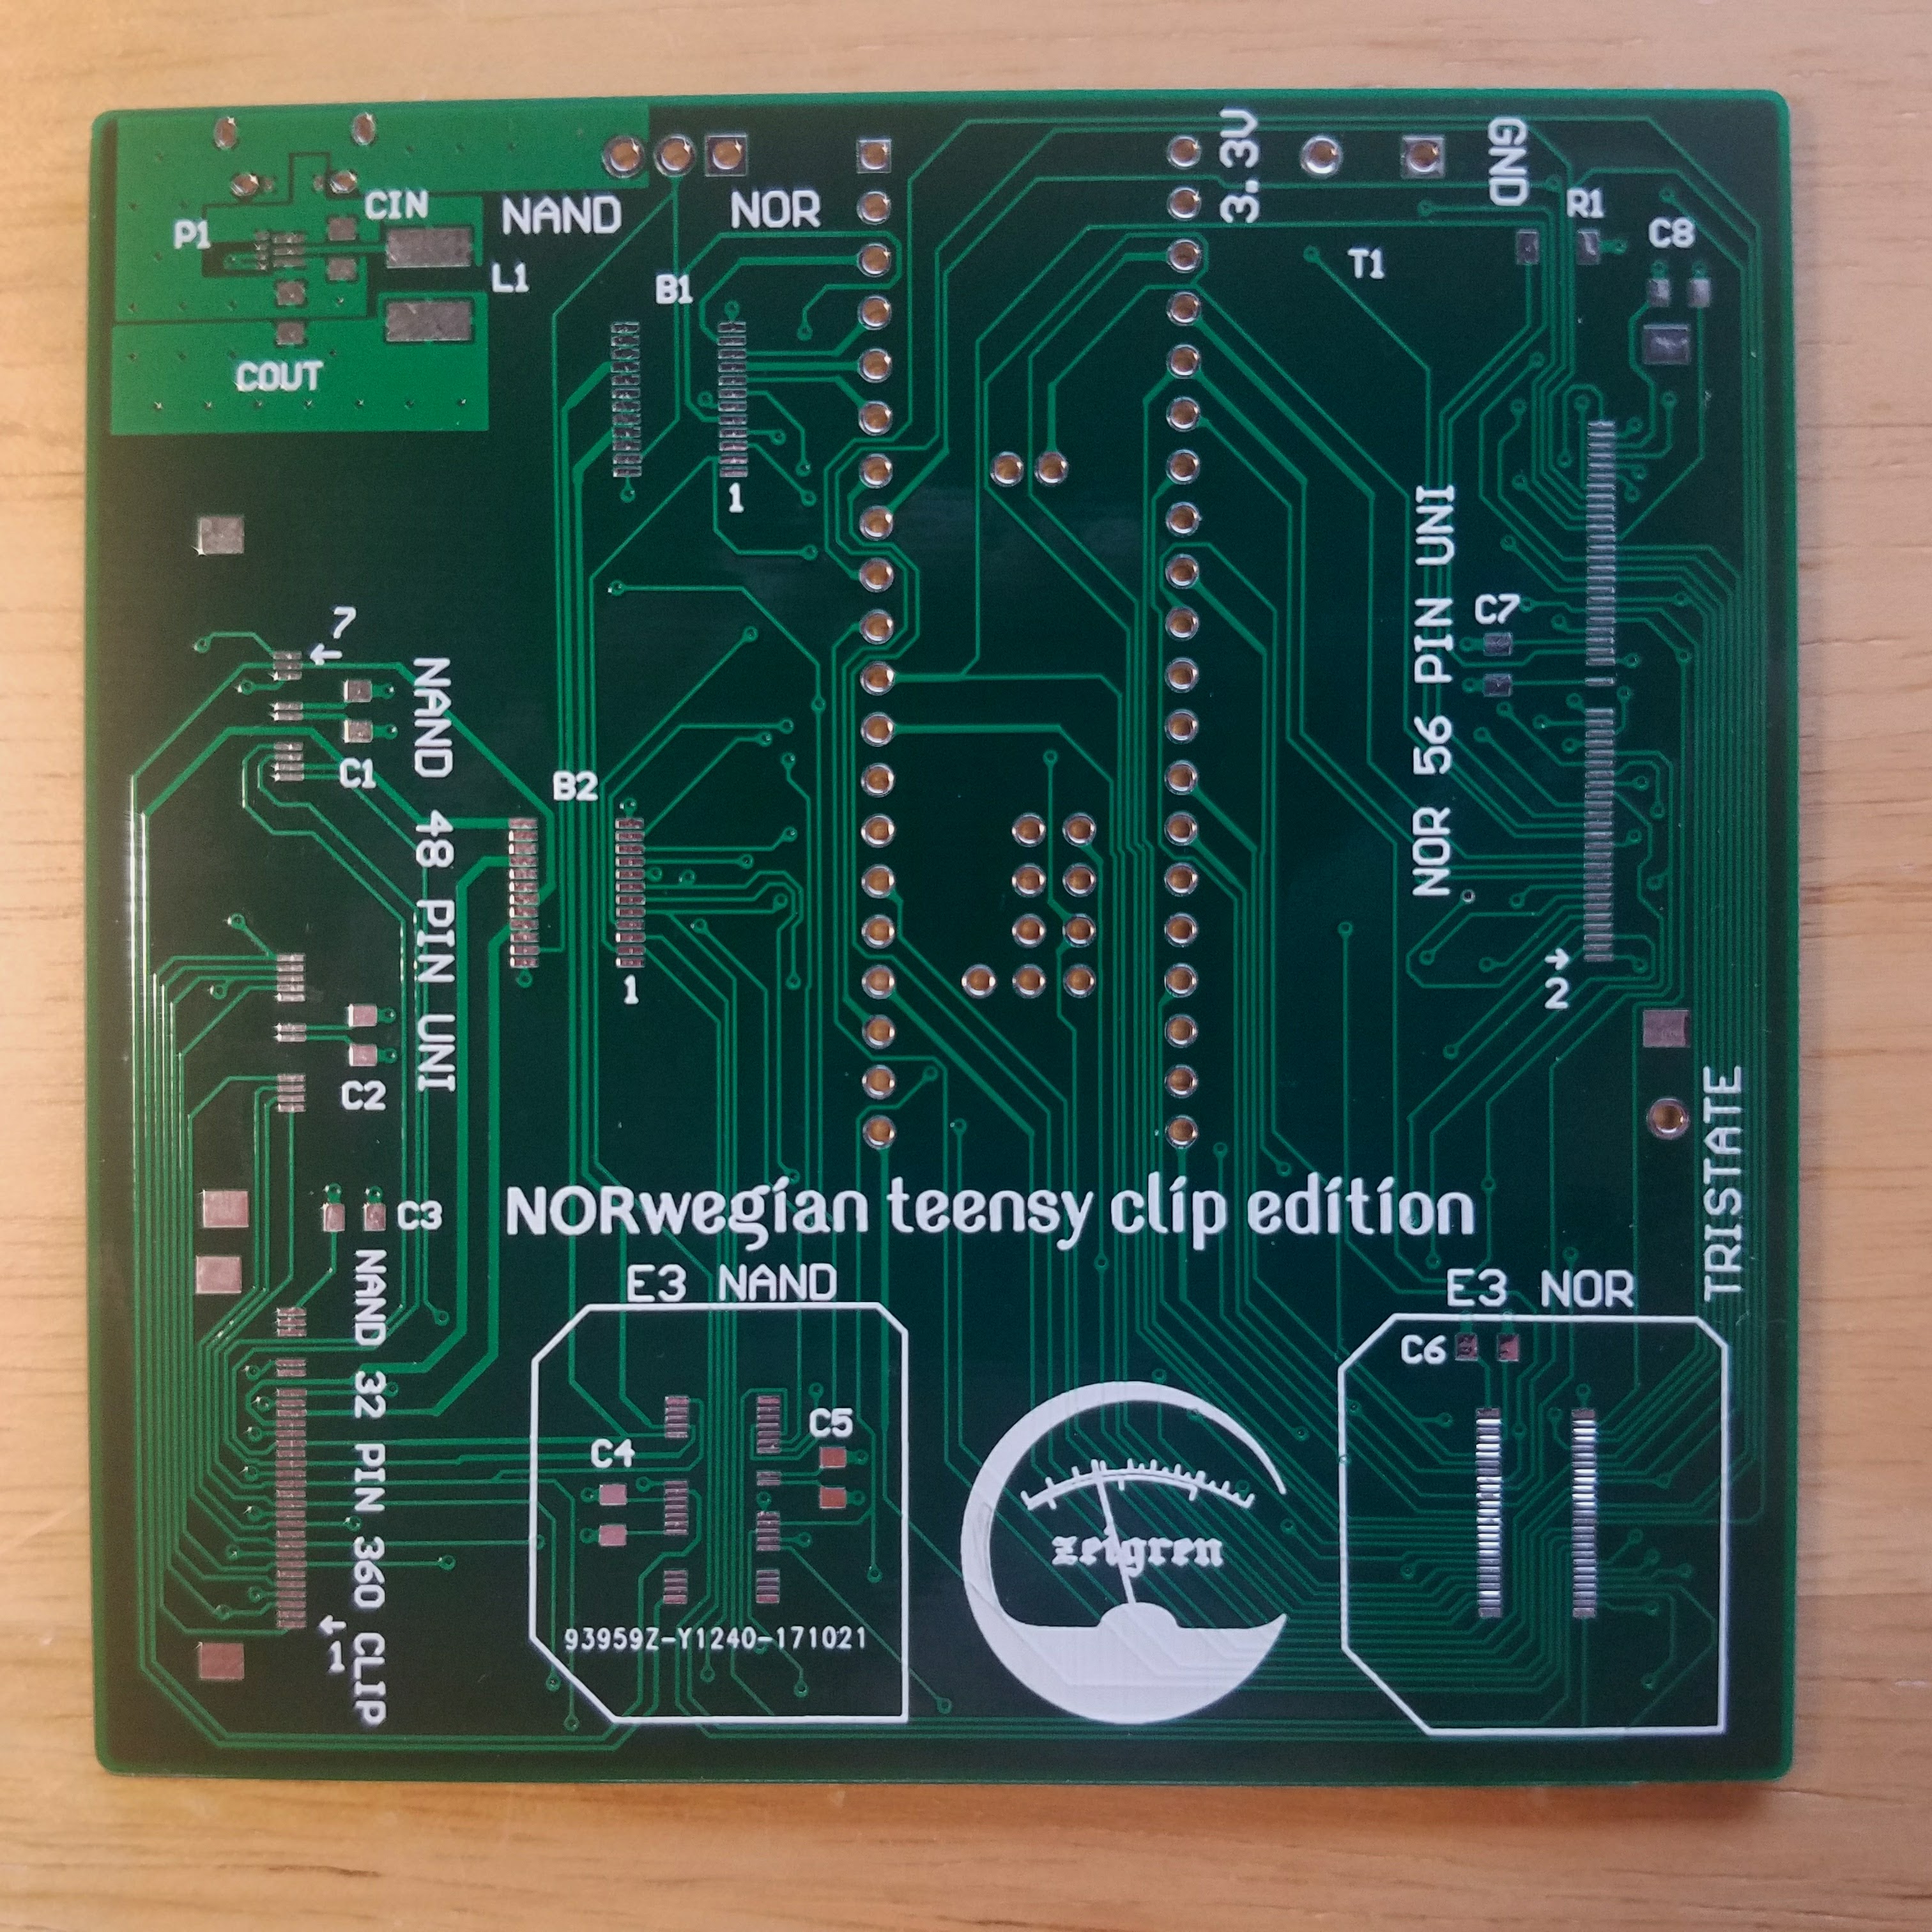 3.3V
GND
CIN
R1
P1
NAND
NOR
C8
L1
B1
T1
COUT
1
NOR 56 PIN UNI
7
C7
NAND 48 PIN UNI
C1
B2
1
2
C2
TRISTATE
C3
NORwegian teensy clip edition
NAND 32 PIN 360 CLIP
E3 NAND
E3 NOR
C6
C5
C4
zeigren
93959Z-Y1240-171021
1